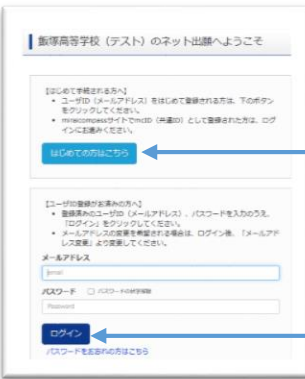 飯塚高等学校（テスト）のネット出願へようこそ
【はじめて手続される方へ】
• ユーザID（メールアドレス）をはじめて登録される方は、下のボタン
をクリックしてください。
• miraicompassサイトでmcID（共通ID）として登録された方は、ログ
インにお進みください。
はじめての方はこちら
【ユーザID登録がお済みの方へ】
• 登録済みのユーザID（メールアドレス）、パスワードを入力のうえ、
「ログイン」をクリックしてください。
• メールアドレスの変更を希望される場合は、ログイン後、「メールアド
レス変更」より変更してください。
メールアドレス
email
パスワード パスワードの状態解除
Password
ログイン
パスワードをお忘れの方はこちら